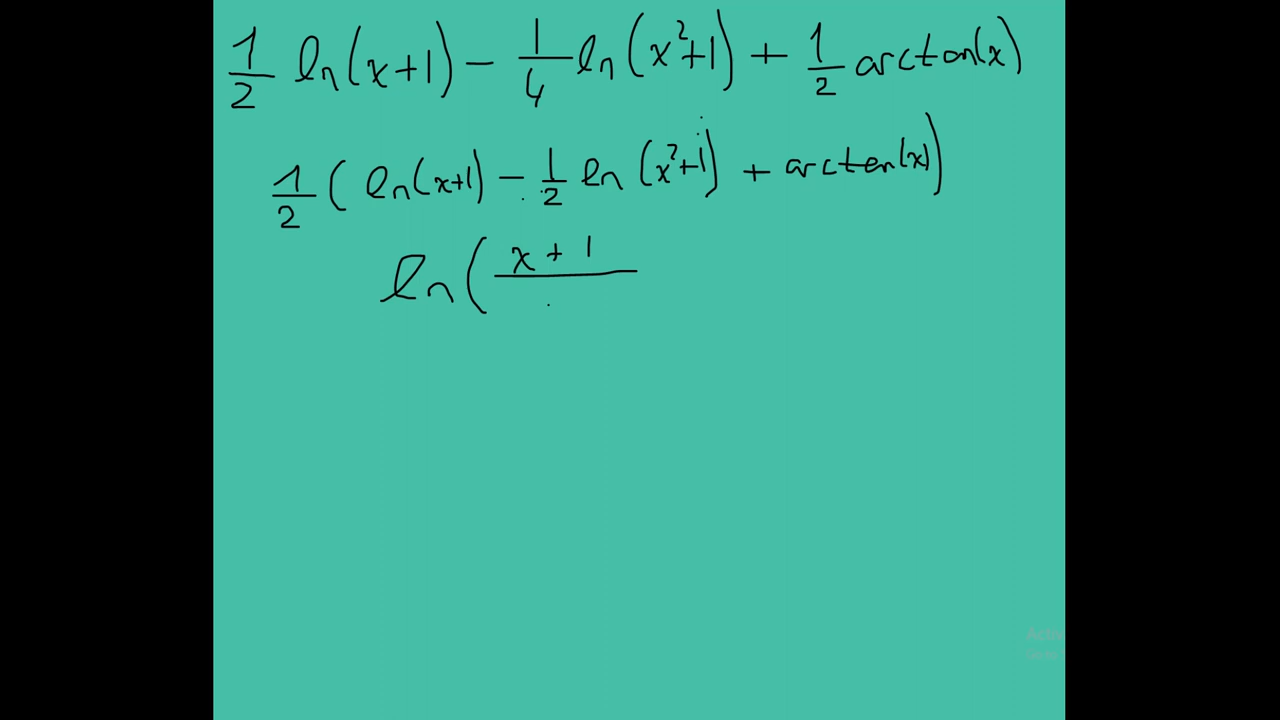 1/2 ln(x+1) - 1/4 ln(x²+1) + 1/2 arctan(x)
1/2 ( ln(x+1) - 1/2 ln(x²+1) + arctan(x))
ln( x + 1 /